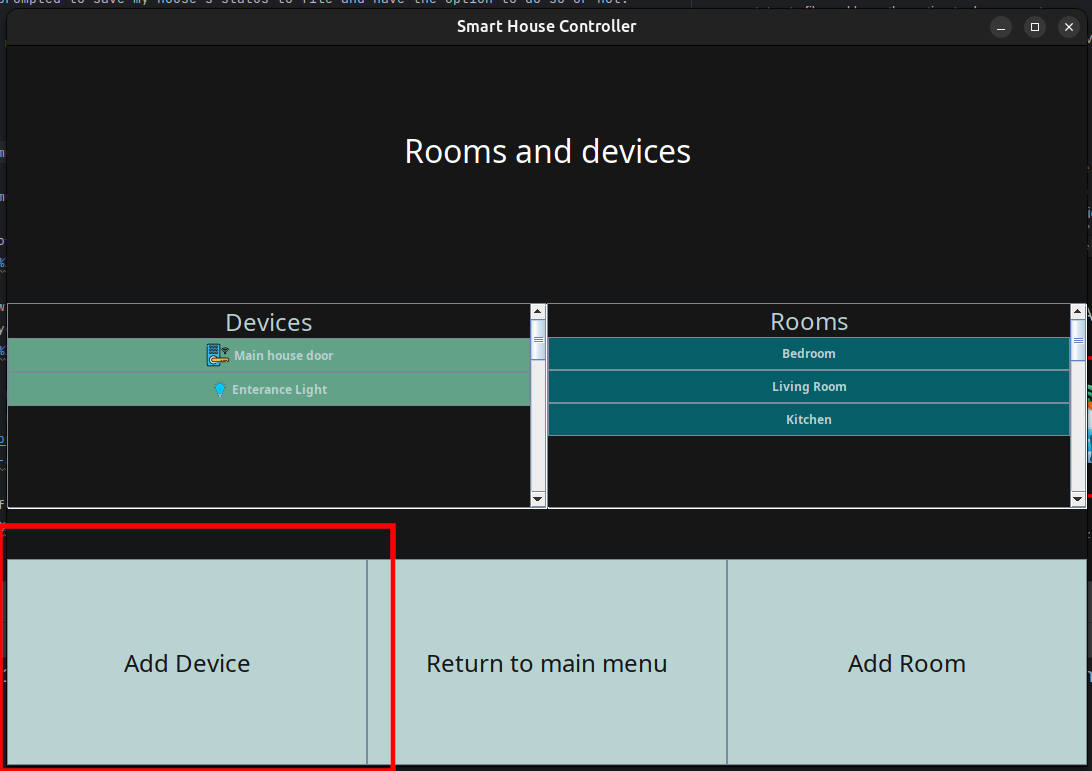 prompted to save my house's status to file and have the option to do so or not.
Smart House Controller
Rooms and devices
Devices
Main house door
Enterance Light
Rooms
Bedroom
Living Room
Kitchen
Add Device
Return to main menu
Add Room